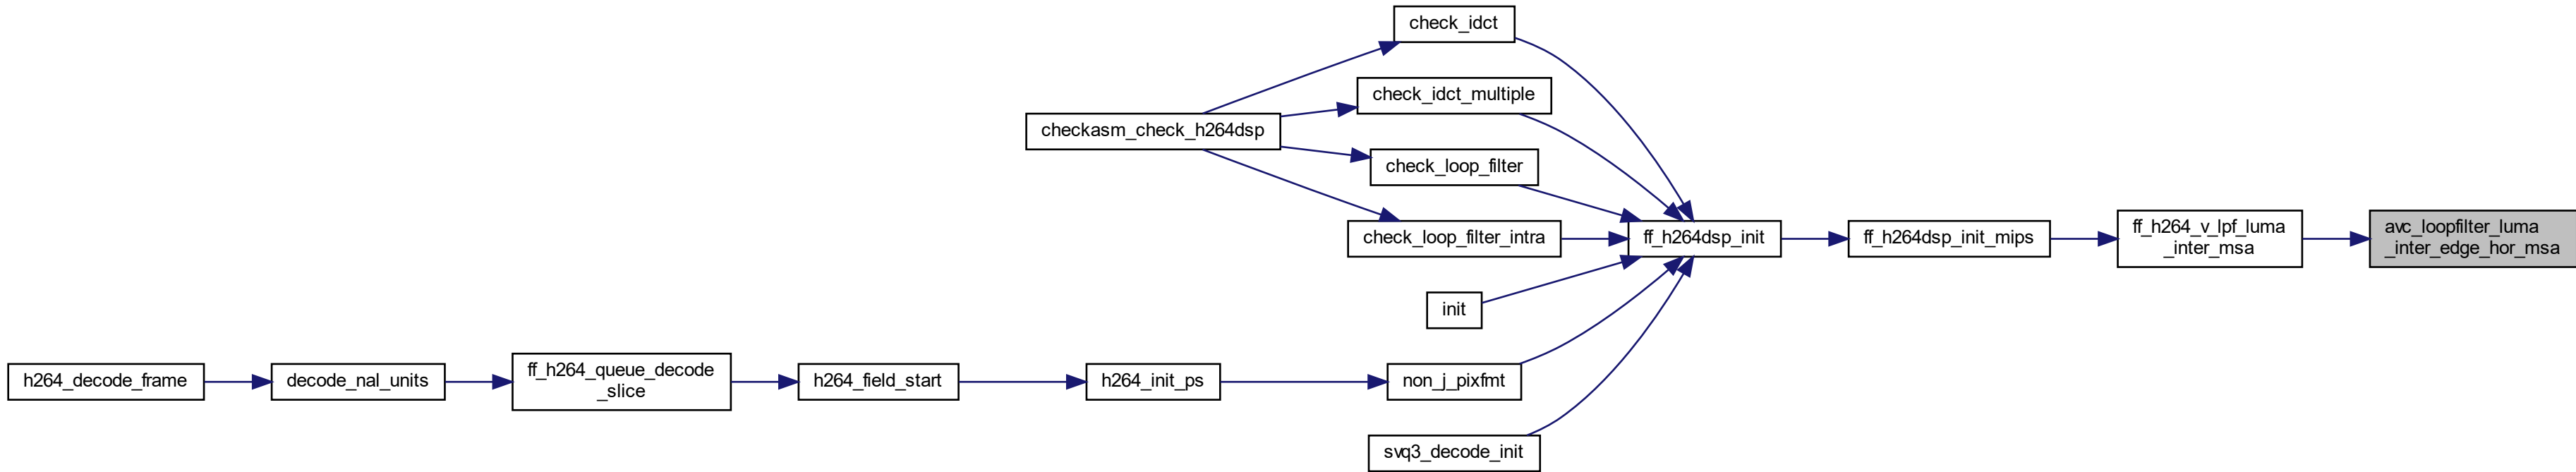 check_idct
check_idct_multiple
checkasm_check_h264dsp
check_loop_filter
check_loop_filter_intra
ff_h264dsp_init
ff_h264dsp_init_mips
ff_h264_v_lpf_luma
_inter_msa
avc_loopfilter_luma
_inter_edge_hor_msa
init
h264_decode_frame
decode_nal_units
ff_h264_queue_decode
_slice
h264_field_start
h264_init_ps
non_j_pixfmt
svq3_decode_init